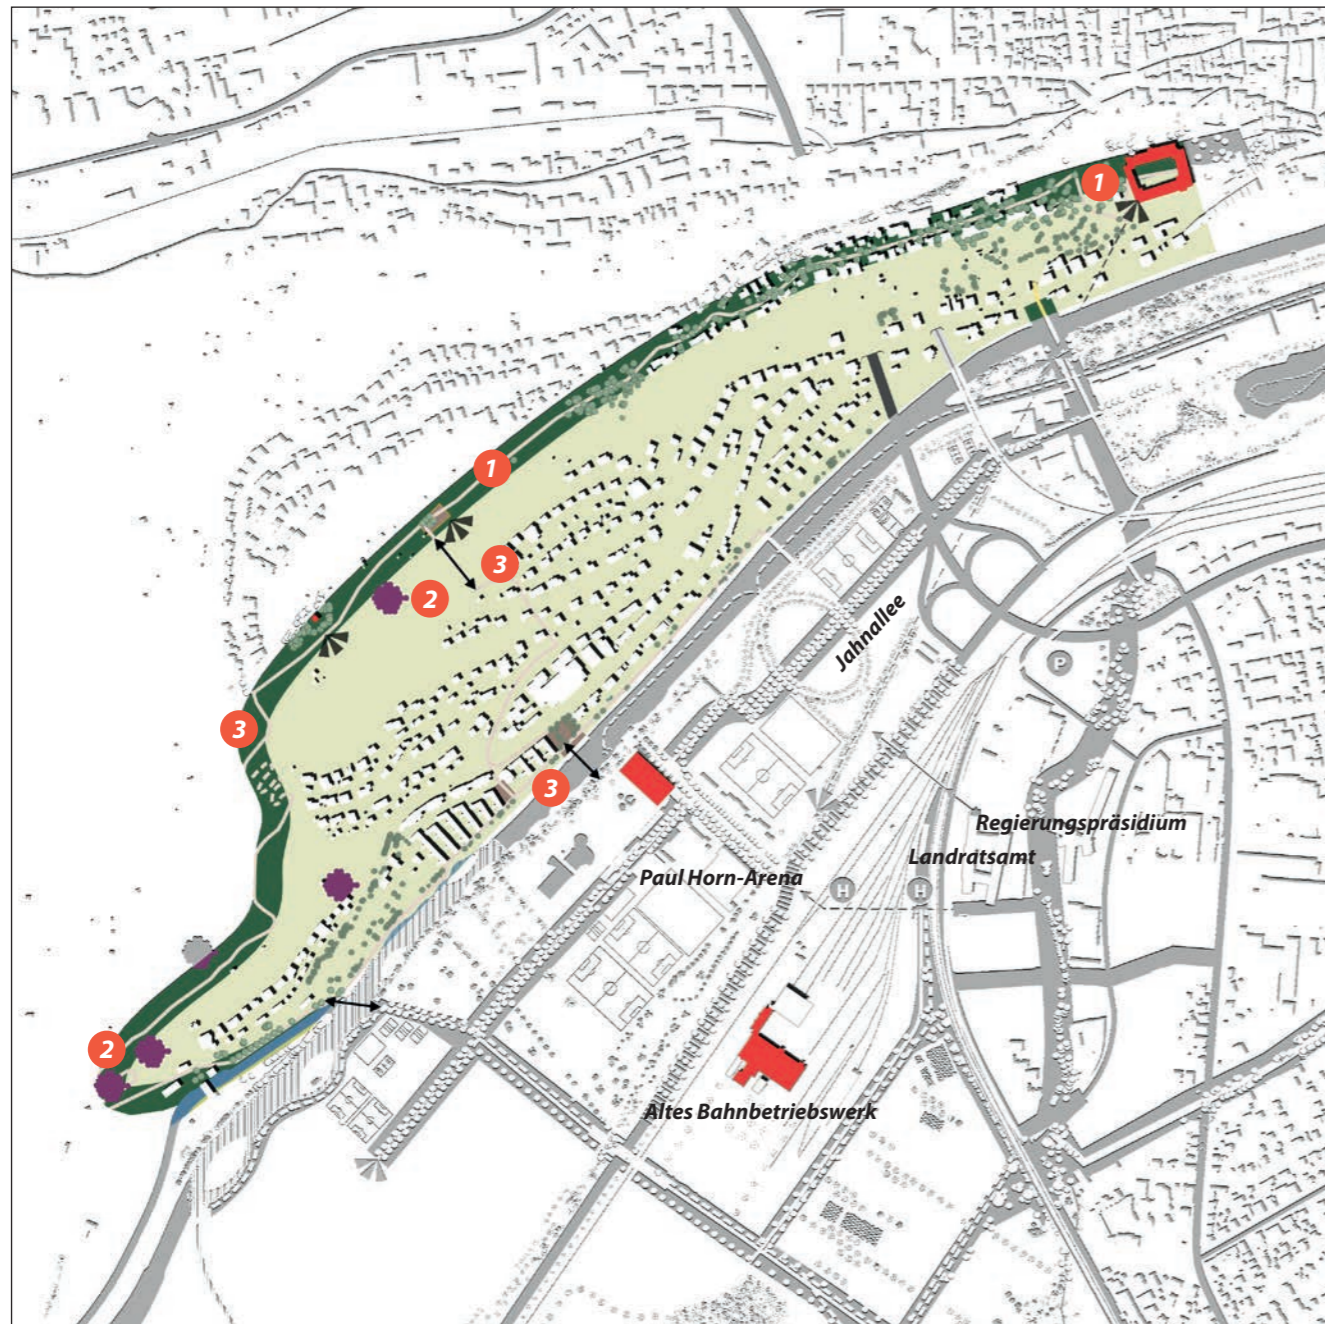 1
1
3
2
Jahnallee
P
3
3
Regierungspräsidium
Landratsamt
Paul Horn-Arena
H
H
2
Altes Bahnbetriebswerk